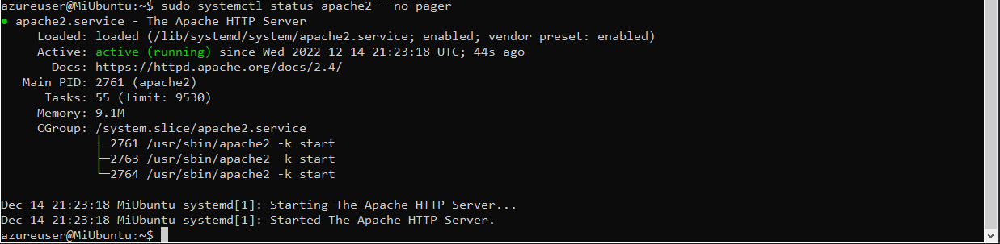 azureuser@MiUbuntu:~$ sudo systemctl status apache2 --no-pager
● apache2.service - The Apache HTTP Server
     Loaded: loaded (/lib/systemd/system/apache2.service; enabled; vendor preset: enabled)
     Active: active (running) since Wed 2022-12-14 21:23:18 UTC; 44s ago
       Docs: https://httpd.apache.org/docs/2.4/
   Main PID: 2761 (apache2)
      Tasks: 55 (limit: 9530)
     Memory: 9.1M
     CGroup: /system.slice/apache2.service
             ├─2761 /usr/sbin/apache2 -k start
             ├─2763 /usr/sbin/apache2 -k start
             └─2764 /usr/sbin/apache2 -k start

Dec 14 21:23:18 MiUbuntu systemd[1]: Starting The Apache HTTP Server...
Dec 14 21:23:18 MiUbuntu systemd[1]: Started The Apache HTTP Server.
azureuser@MiUbuntu:~$